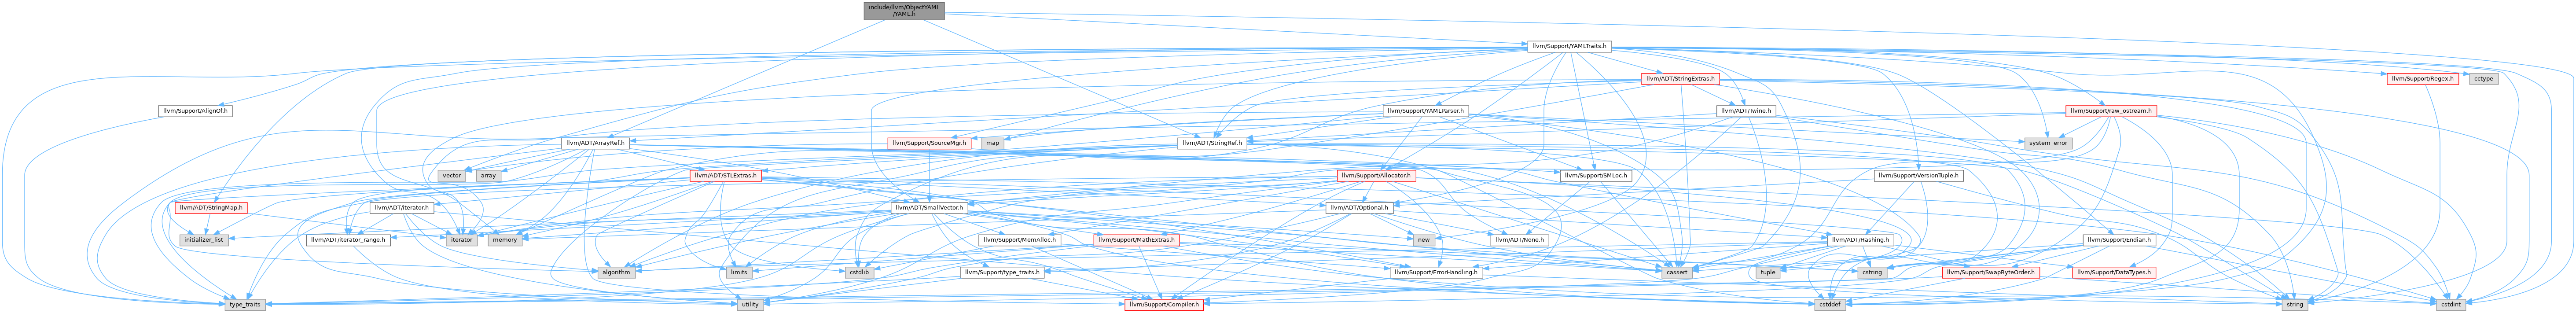 include/llvm/ObjectYAML
/YAML.h
llvm/Support/YAMLTraits.h
llvm/ADT/StringExtras.h
llvm/Support/Regex.h
cctype
llvm/Support/AlignOf.h
llvm/Support/YAMLParser.h
llvm/ADT/Twine.h
llvm/Support/raw_ostream.h
llvm/ADT/ArrayRef.h
llvm/Support/SourceMgr.h
map
llvm/ADT/StringRef.h
system_error
vector
array
llvm/ADT/STLExtras.h
llvm/Support/Allocator.h
llvm/Support/SMLoc.h
llvm/Support/VersionTuple.h
llvm/ADT/StringMap.h
llvm/ADT/iterator.h
llvm/ADT/SmallVector.h
llvm/ADT/Optional.h
initializer_list
llvm/ADT/iterator_range.h
iterator
memory
llvm/Support/MemAlloc.h
llvm/Support/MathExtras.h
new
llvm/ADT/None.h
llvm/ADT/Hashing.h
llvm/Support/Endian.h
algorithm
limits
cstdlib
llvm/Support/type_traits.h
llvm/Support/ErrorHandling.h
cassert
tuple
cstring
llvm/Support/SwapByteOrder.h
llvm/Support/DataTypes.h
type_traits
utility
llvm/Support/Compiler.h
cstddef
string
cstdint